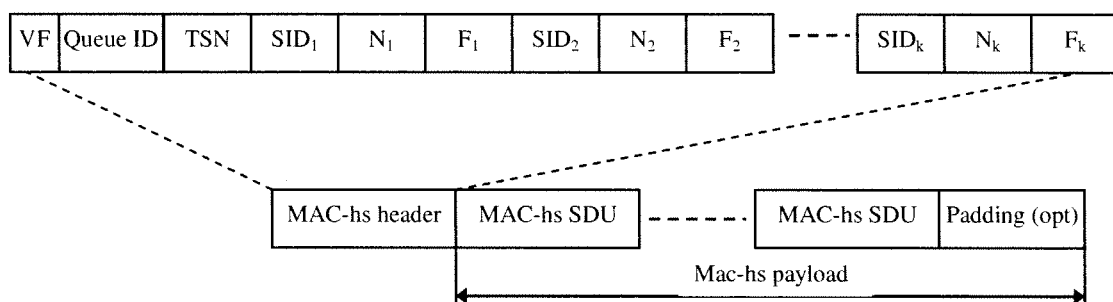 VF Queue ID TSN SID₁ N₁ F₁ SID₂ N₂ F₂ SIDₖ Nₖ Fₖ
MAC-hs header MAC-hs SDU MAC-hs SDU Padding (opt)
Mac-hs payload